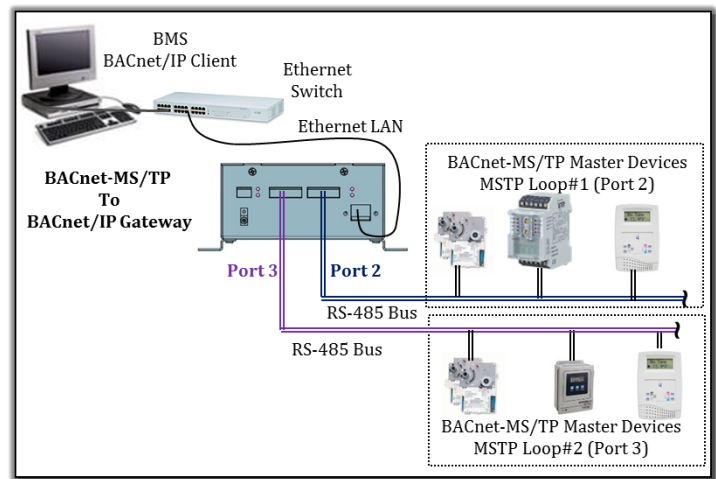 BMS
BACnet/IP Client
Ethernet
Switch
Ethernet LAN
BACnet-MS/TP
To
BACnet/IP Gateway
BACnet-MS/TP Master Devices
MSTP Loop#1 (Port 2)
Port 3
Port 2
RS-485 Bus
RS-485 Bus
BACnet-MS/TP Master Devices
MSTP Loop#2 (Port 3)